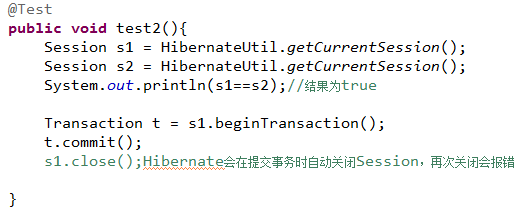 @Test
public void test2(){
Session s1 = HibernateUtil.getCurrentSession();
Session s2 = HibernateUtil.getCurrentSession();
System.out.println(s1==s2);//结果为true
Transaction t = s1.beginTransaction();
t.commit();
s1.close();Hibernate会在提交事务时自动关闭Session，再次关闭会报错
}